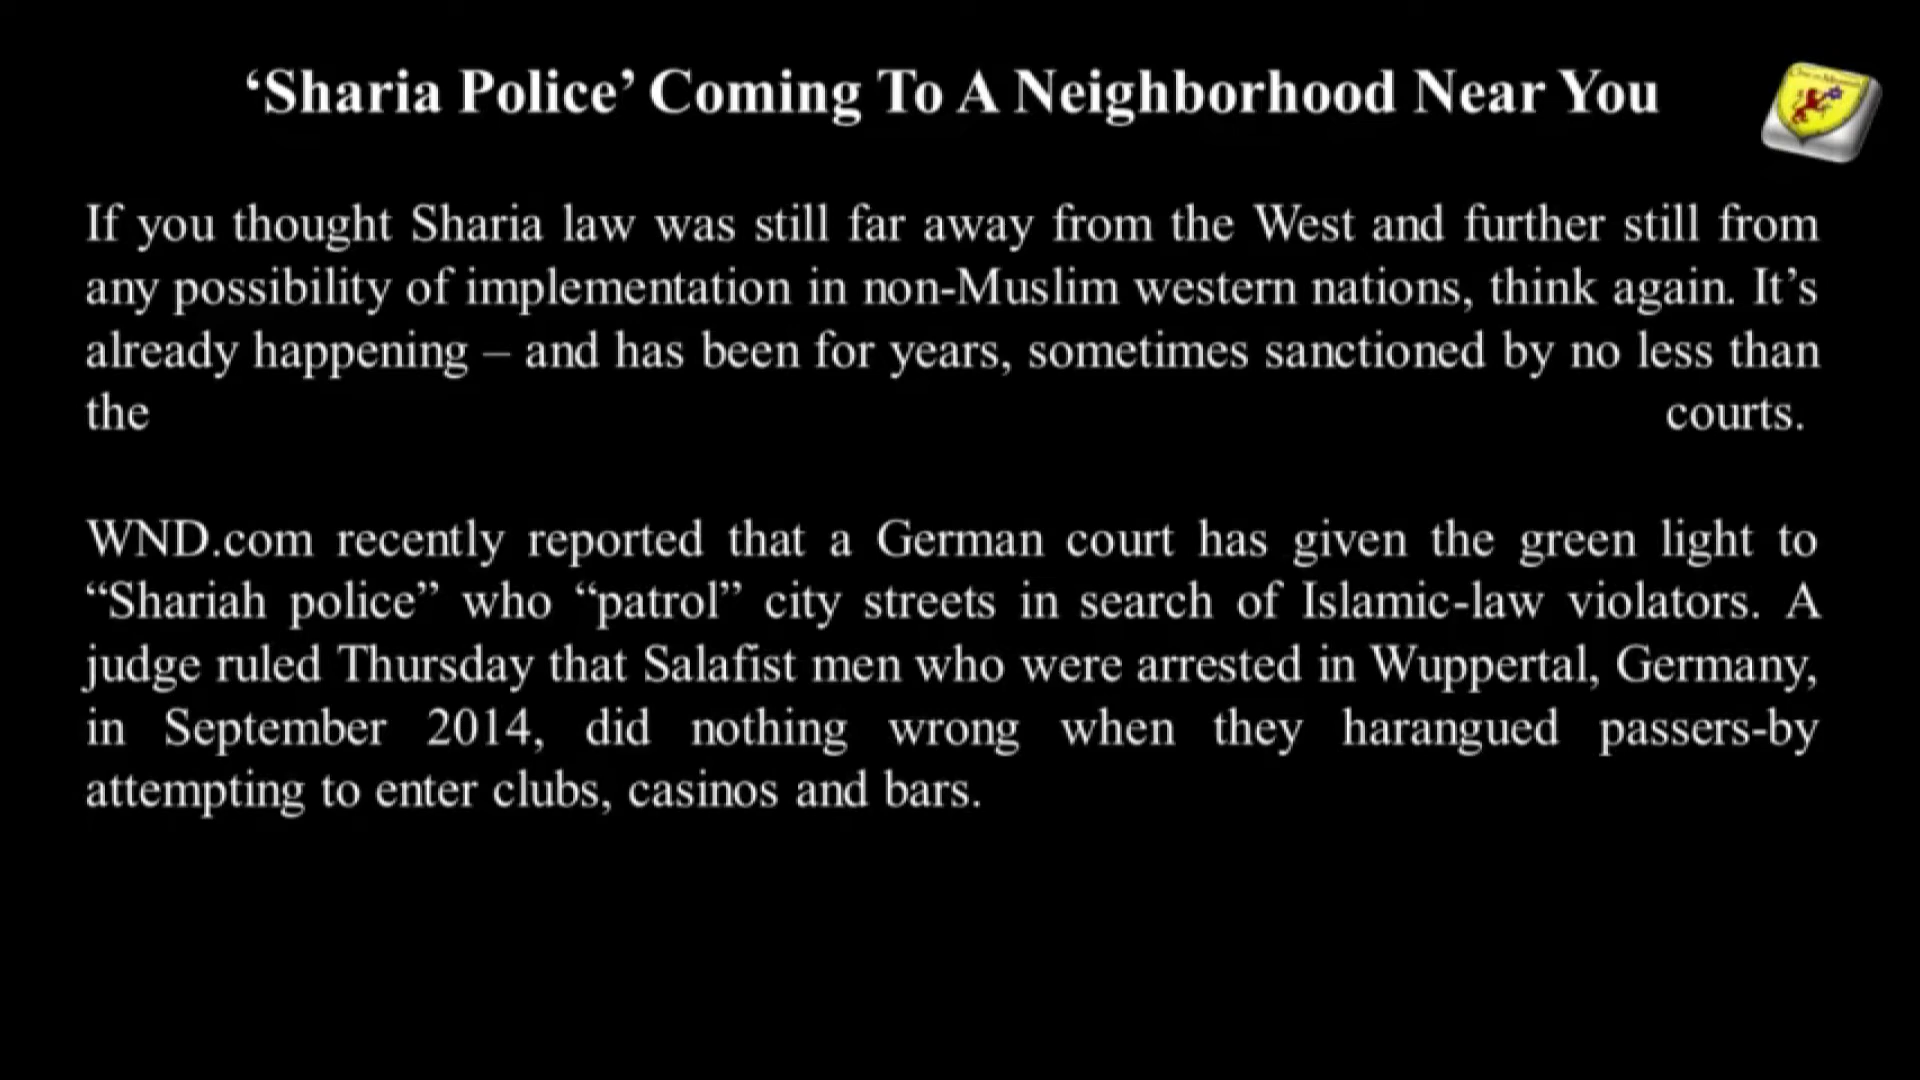 ‘Sharia Police’ Coming To A Neighborhood Near You
If you thought Sharia law was still far away from the West and further still from
any possibility of implementation in non-Muslim western nations, think again. It’s
already happening – and has been for years, sometimes sanctioned by no less than
the courts.
WND.com recently reported that a German court has given the green light to
“Shariah police” who “patrol” city streets in search of Islamic-law violators. A
judge ruled Thursday that Salafist men who were arrested in Wuppertal, Germany,
in September 2014, did nothing wrong when they harangued passers-by
attempting to enter clubs, casinos and bars.